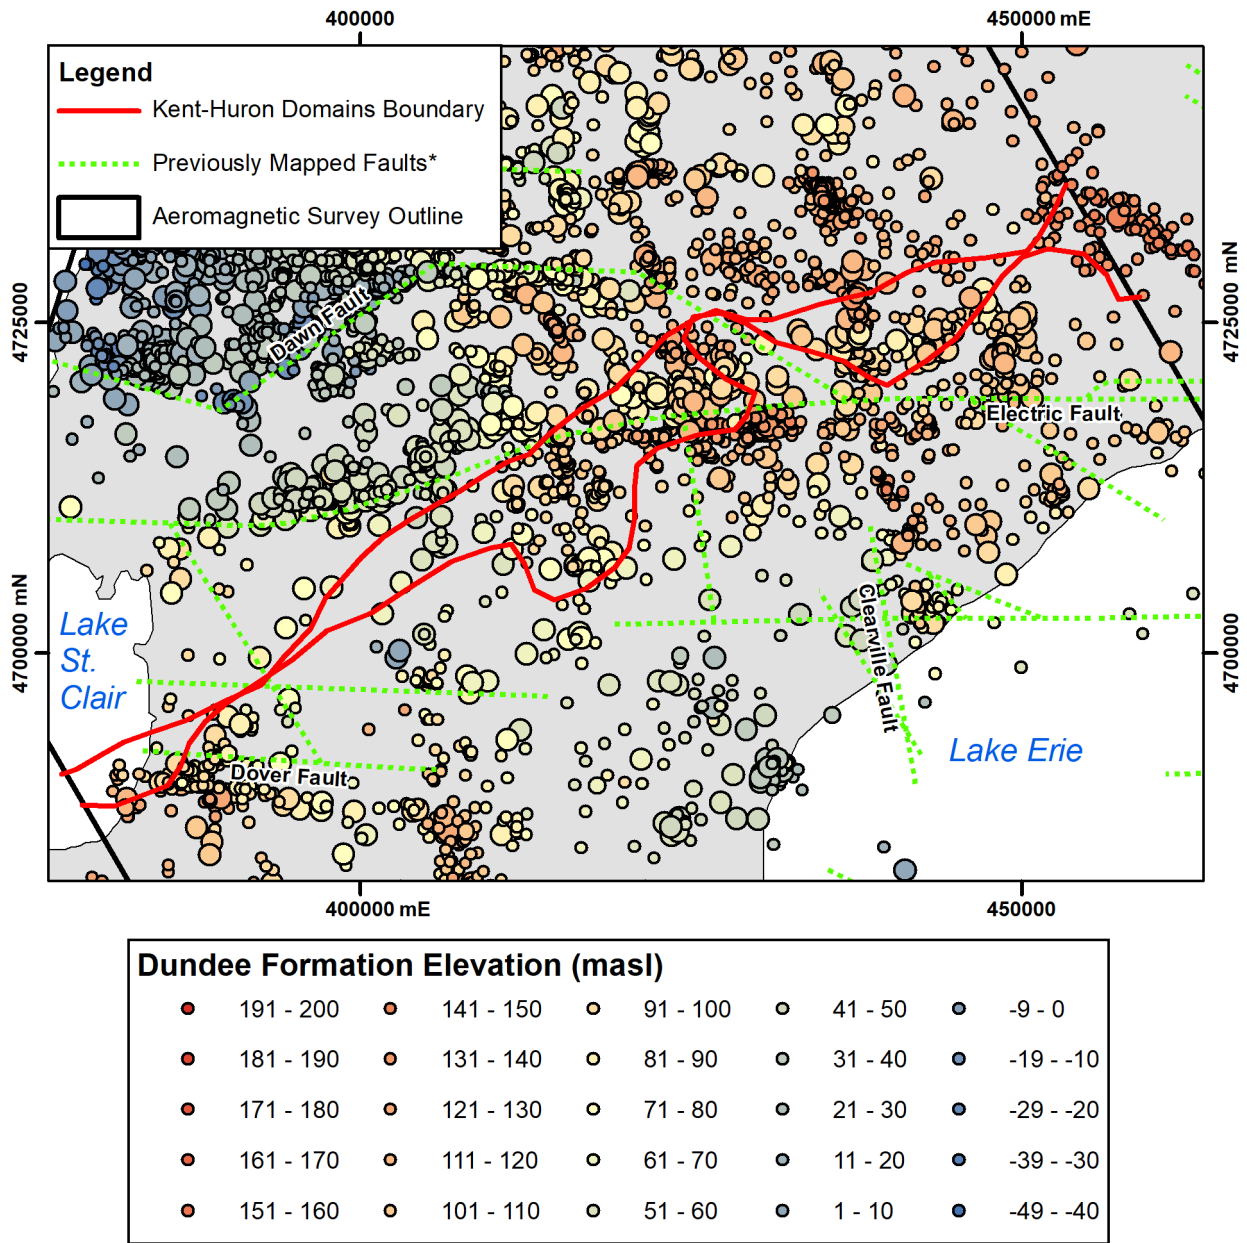 400000
450000 mE
Legend
Kent-Huron Domains Boundary
Previously Mapped Faults*
Aeromagnetic Survey Outline
4725000
4725000 mN
Dawn Fault
Electric Fault
4700000 mN
4700000
Lake
St.
Clair
Clearville Fault
Lake Erie
Dover Fault
400000 mE
450000
Dundee Formation Elevation (masl)
191 - 200
141 - 150
91 - 100
41 - 50
-9 - 0
181 - 190
131 - 140
81 - 90
31 - 40
-19 - -10
171 - 180
121 - 130
71 - 80
21 - 30
-29 - -20
161 - 170
111 - 120
61 - 70
11 - 20
-39 - -30
151 - 160
101 - 110
51 - 60
1 - 10
-49 - -40